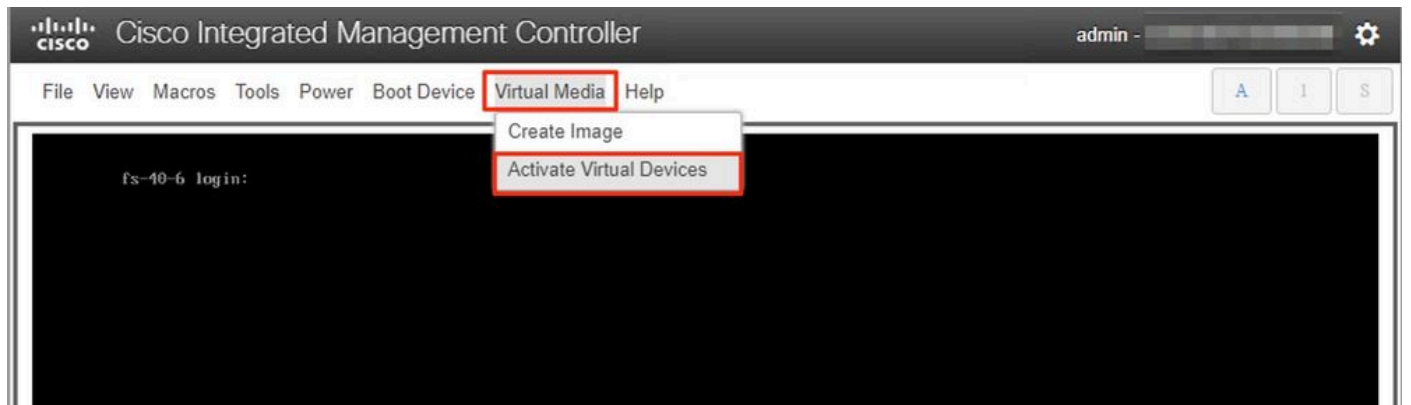 CISCO
Cisco Integrated Management Controller
admin -
File View Macros Tools Power Boot Device Virtual Media Help
A 1 S
Create Image
Activate Virtual Devices
fs-40-6 login: